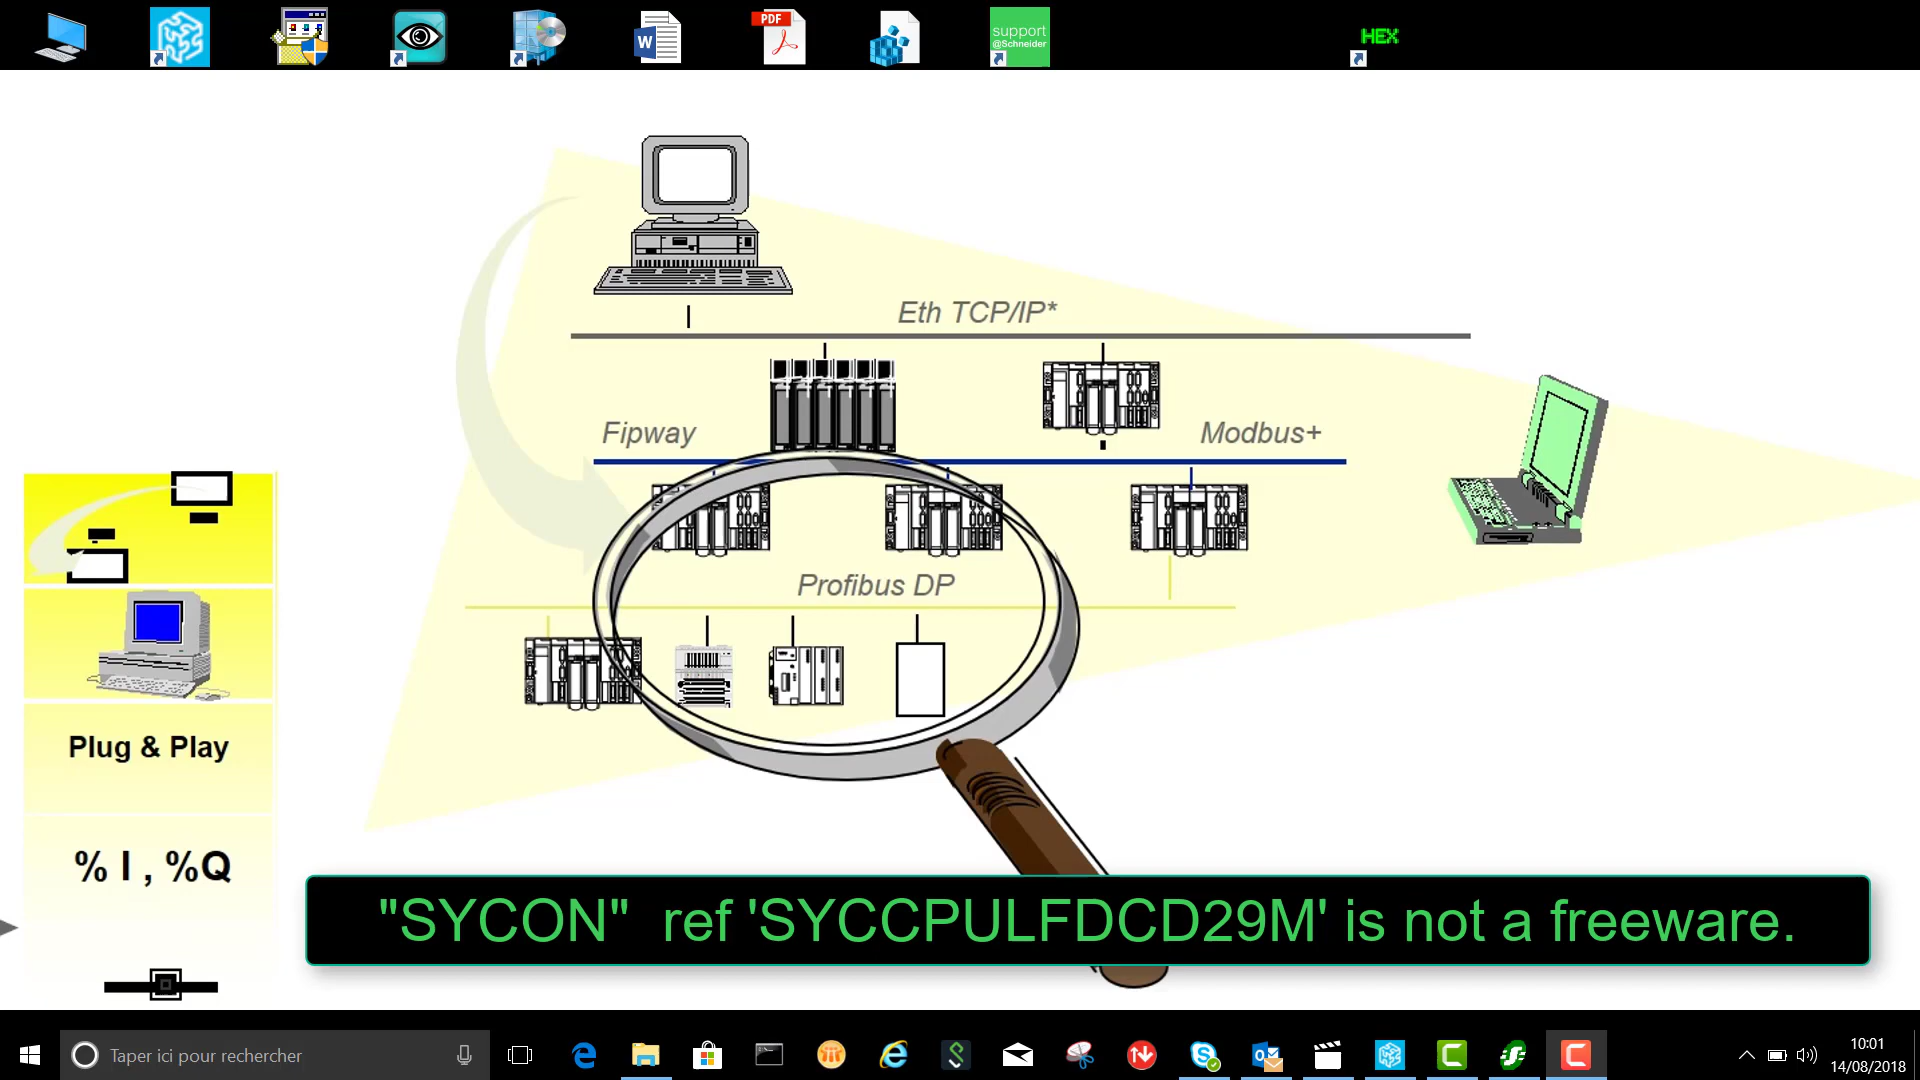 W
PDF
support
@Schneider
HEX
Eth TCP/IP*
Fipway
Modbus+
Profibus DP
Plug & Play
% I , %Q
"SYCON" ref 'SYCCPULFDCD29M' is not a freeware.
Taper ici pour rechercher
10:01
14/08/2018